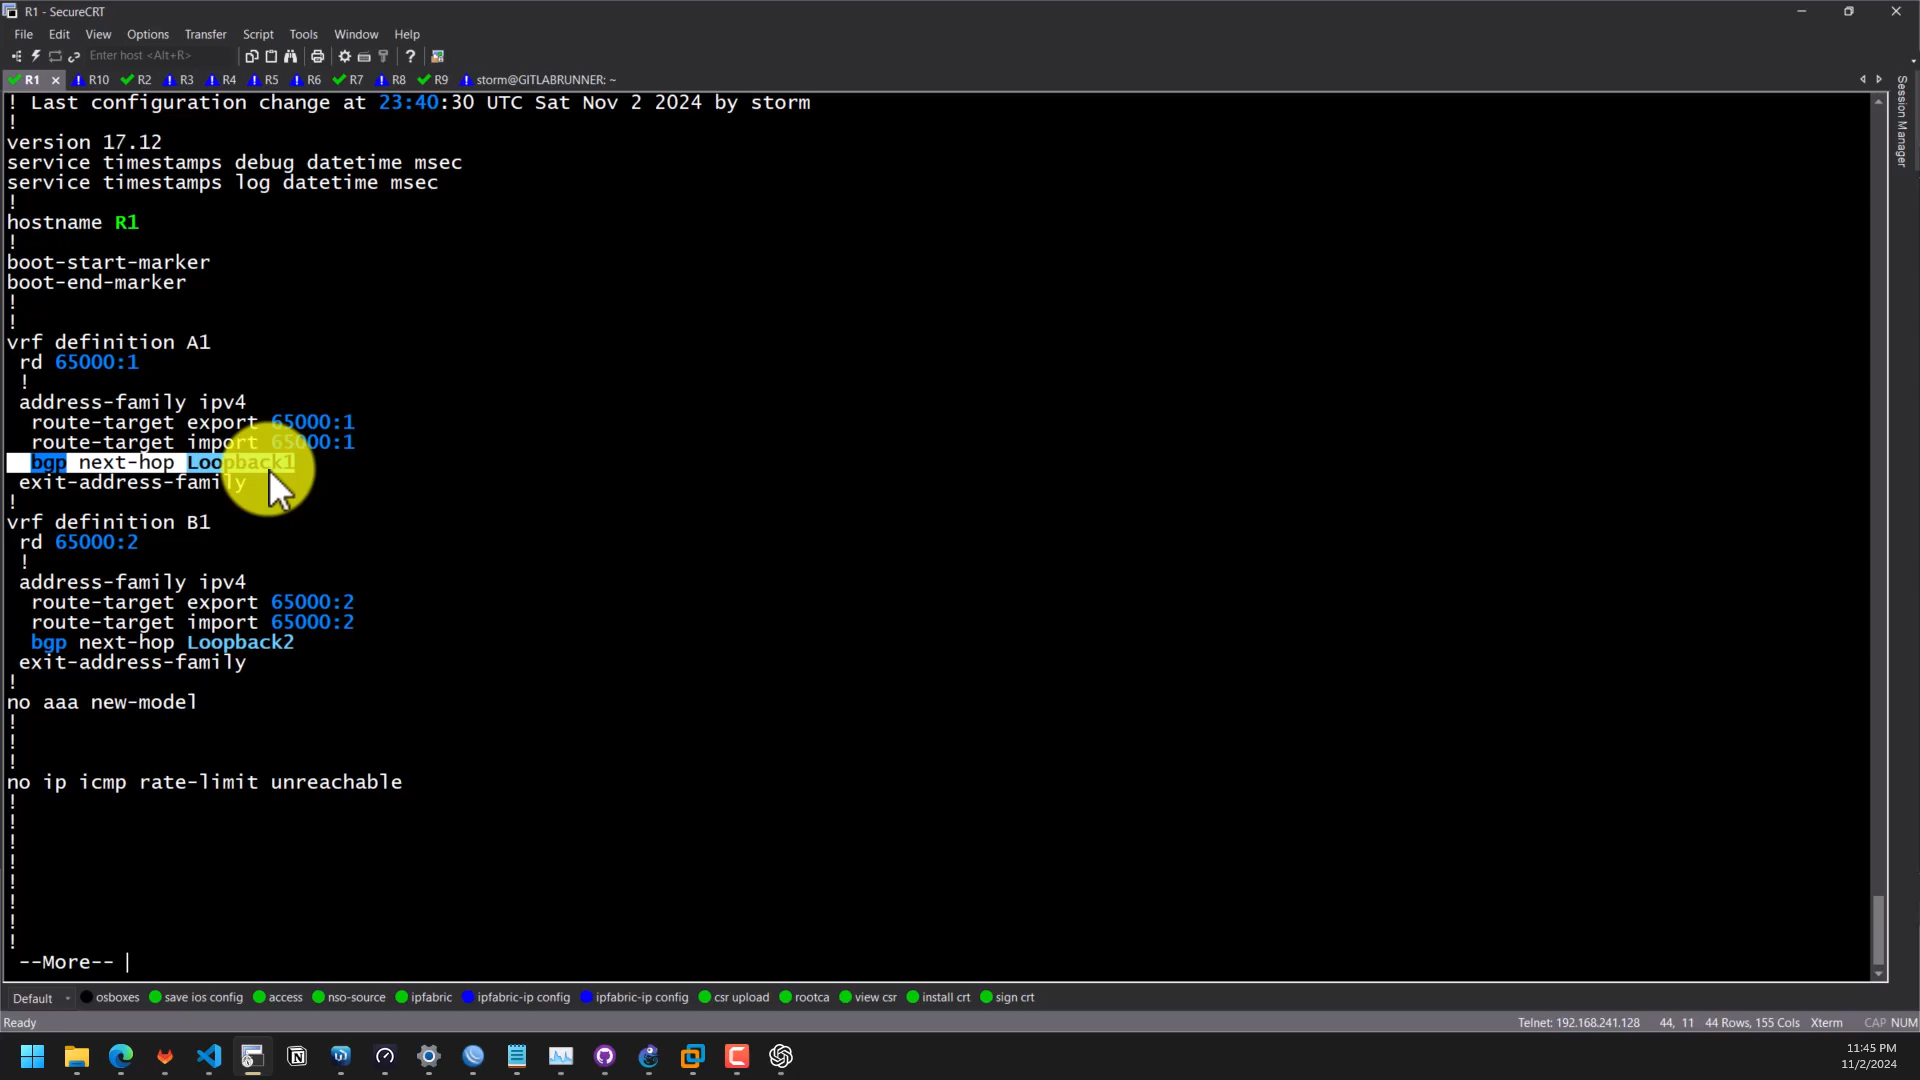 R1 - SecureCRT
File Edit View Options Transfer Script Tools Window Help
Enter host <Alt+R>
R1 R10 R2 R3 R4 R5 R6 R7 R8 R9 storm@GITLABRUNNER: ~
Session Manager
! Last configuration change at 23:40:30 UTC Sat Nov 2 2024 by storm
!
version 17.12
service timestamps debug datetime msec
service timestamps log datetime msec
!
hostname R1
!
boot-start-marker
boot-end-marker
!
!
vrf definition A1
rd 65000:1
!
address-family ipv4
route-target export 65000:1
route-target import 65000:1
bgp next-hop Loopback1
exit-address-family
!
vrf definition B1
rd 65000:2
!
address-family ipv4
route-target export 65000:2
route-target import 65000:2
bgp next-hop Loopback2
exit-address-family
!
no aaa new-model
!
!
!
no ip icmp rate-limit unreachable
!
!
!
!
!
!
!
!
--More--
Default osboxes save ios config access nso-source ipfabric ipfabric-ip config ipfabric-ip config csr upload rootca view csr install crt sign crt
Ready Telnet: 192.168.241.128 44, 11 44 Rows, 155 Cols Xterm CAP NUM
11:45 PM
11/2/2024